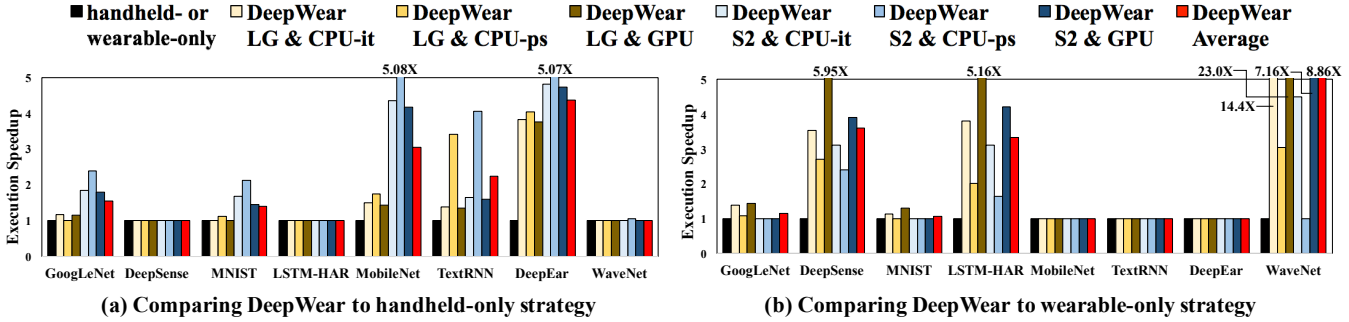 handheld- or
wearable-only
DeepWear
LG & CPU-it
DeepWear
LG & CPU-ps
DeepWear
LG & GPU
DeepWear
S2 & CPU-it
DeepWear
S2 & CPU-ps
DeepWear
S2 & GPU
DeepWear
Average
5.08X 5.07X
Execution Speedup
5
4
3
2
1
0
GoogLeNet DeepSense MNIST LSTM-HAR MobileNet TextRNN DeepEar WaveNet
(a) Comparing DeepWear to handheld-only strategy
5.95X 5.16X 23.0X 7.16X 8.86X
14.4X
Execution Speedup
5
4
3
2
1
0
GoogLeNet DeepSense MNIST LSTM-HAR MobileNet TextRNN DeepEar WaveNet
(b) Comparing DeepWear to wearable-only strategy